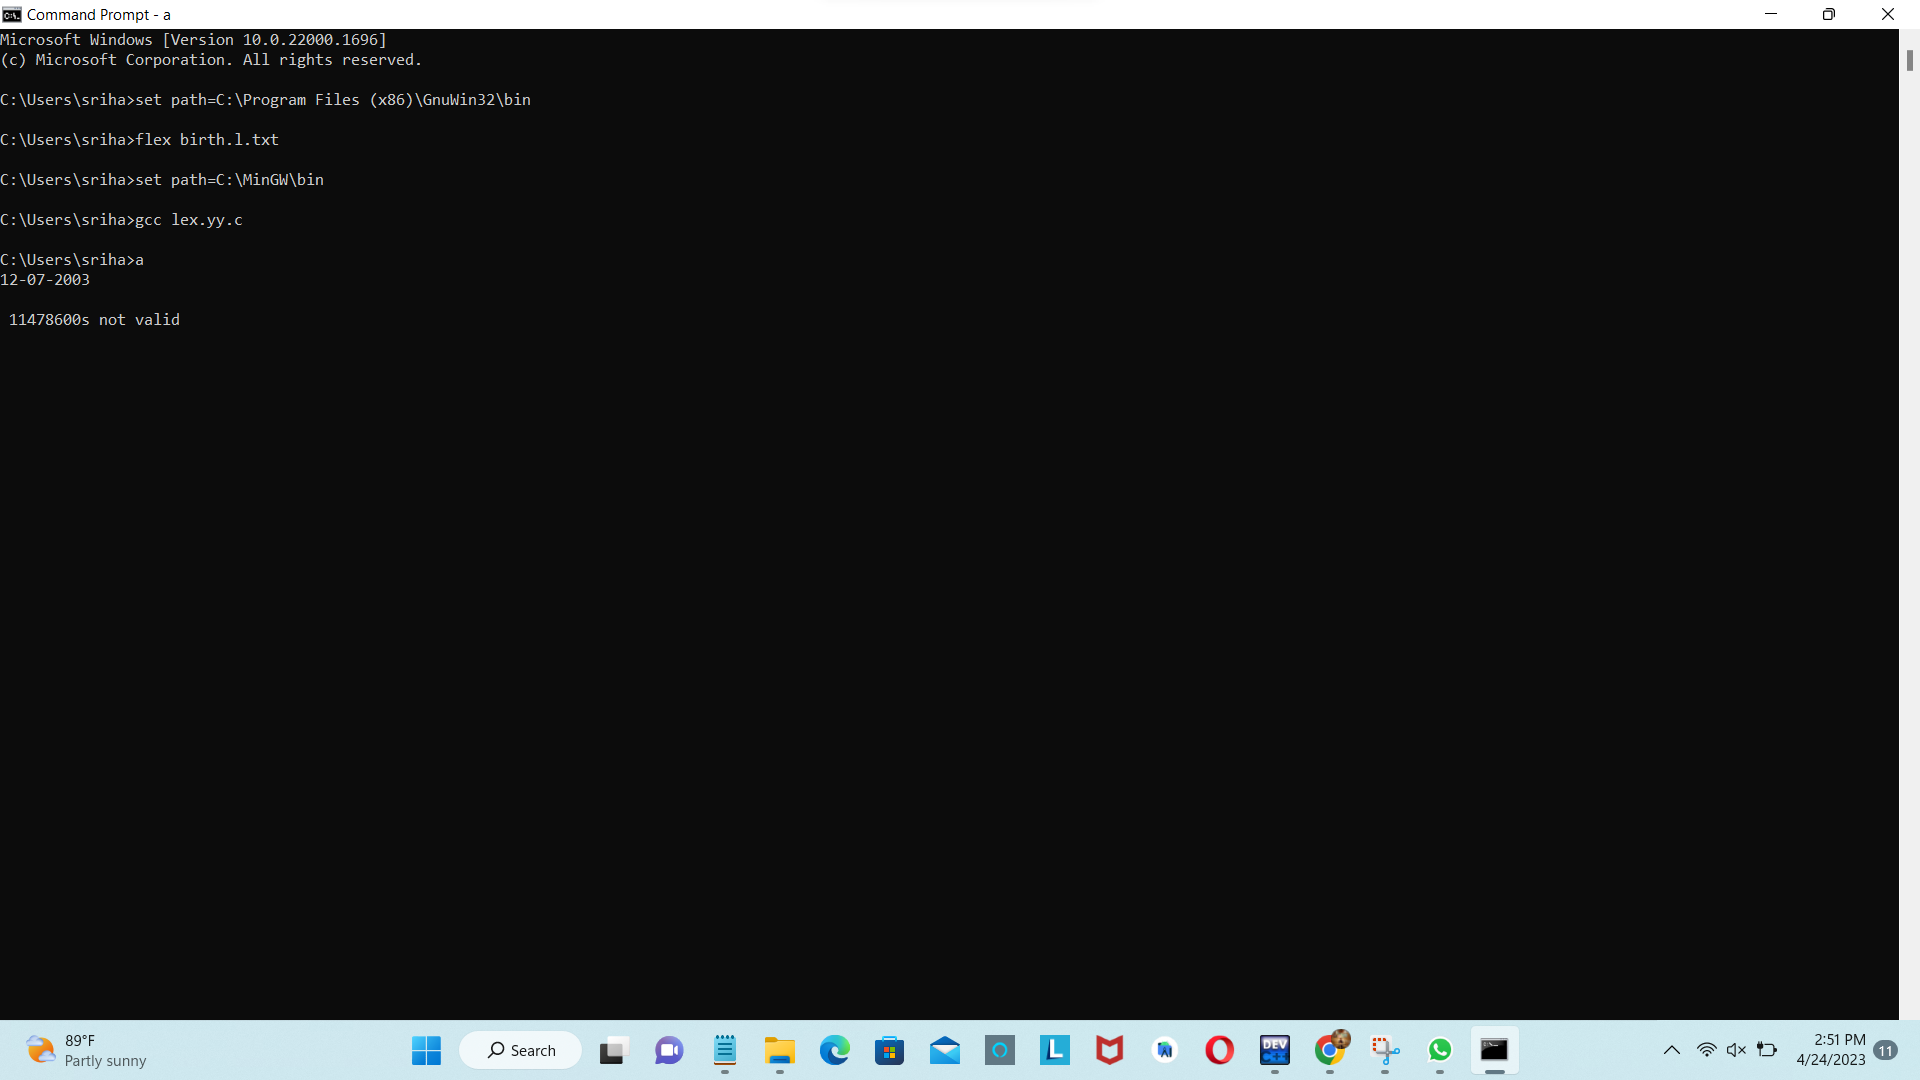 Command Prompt - a
Microsoft Windows [Version 10.0.22000.1696]
(c) Microsoft Corporation. All rights reserved.
C:\Users\sriha>set path=C:\Program Files (x86)\GnuWin32\bin
C:\Users\sriha>flex birth.l.txt
C:\Users\sriha>set path=C:\MinGW\bin
C:\Users\sriha>gcc lex.yy.c
C:\Users\sriha>a
12-07-2003
11478600s not valid
89°F
Partly sunny
Search
L
DEV
C++
2:51 PM
4/24/2023
11